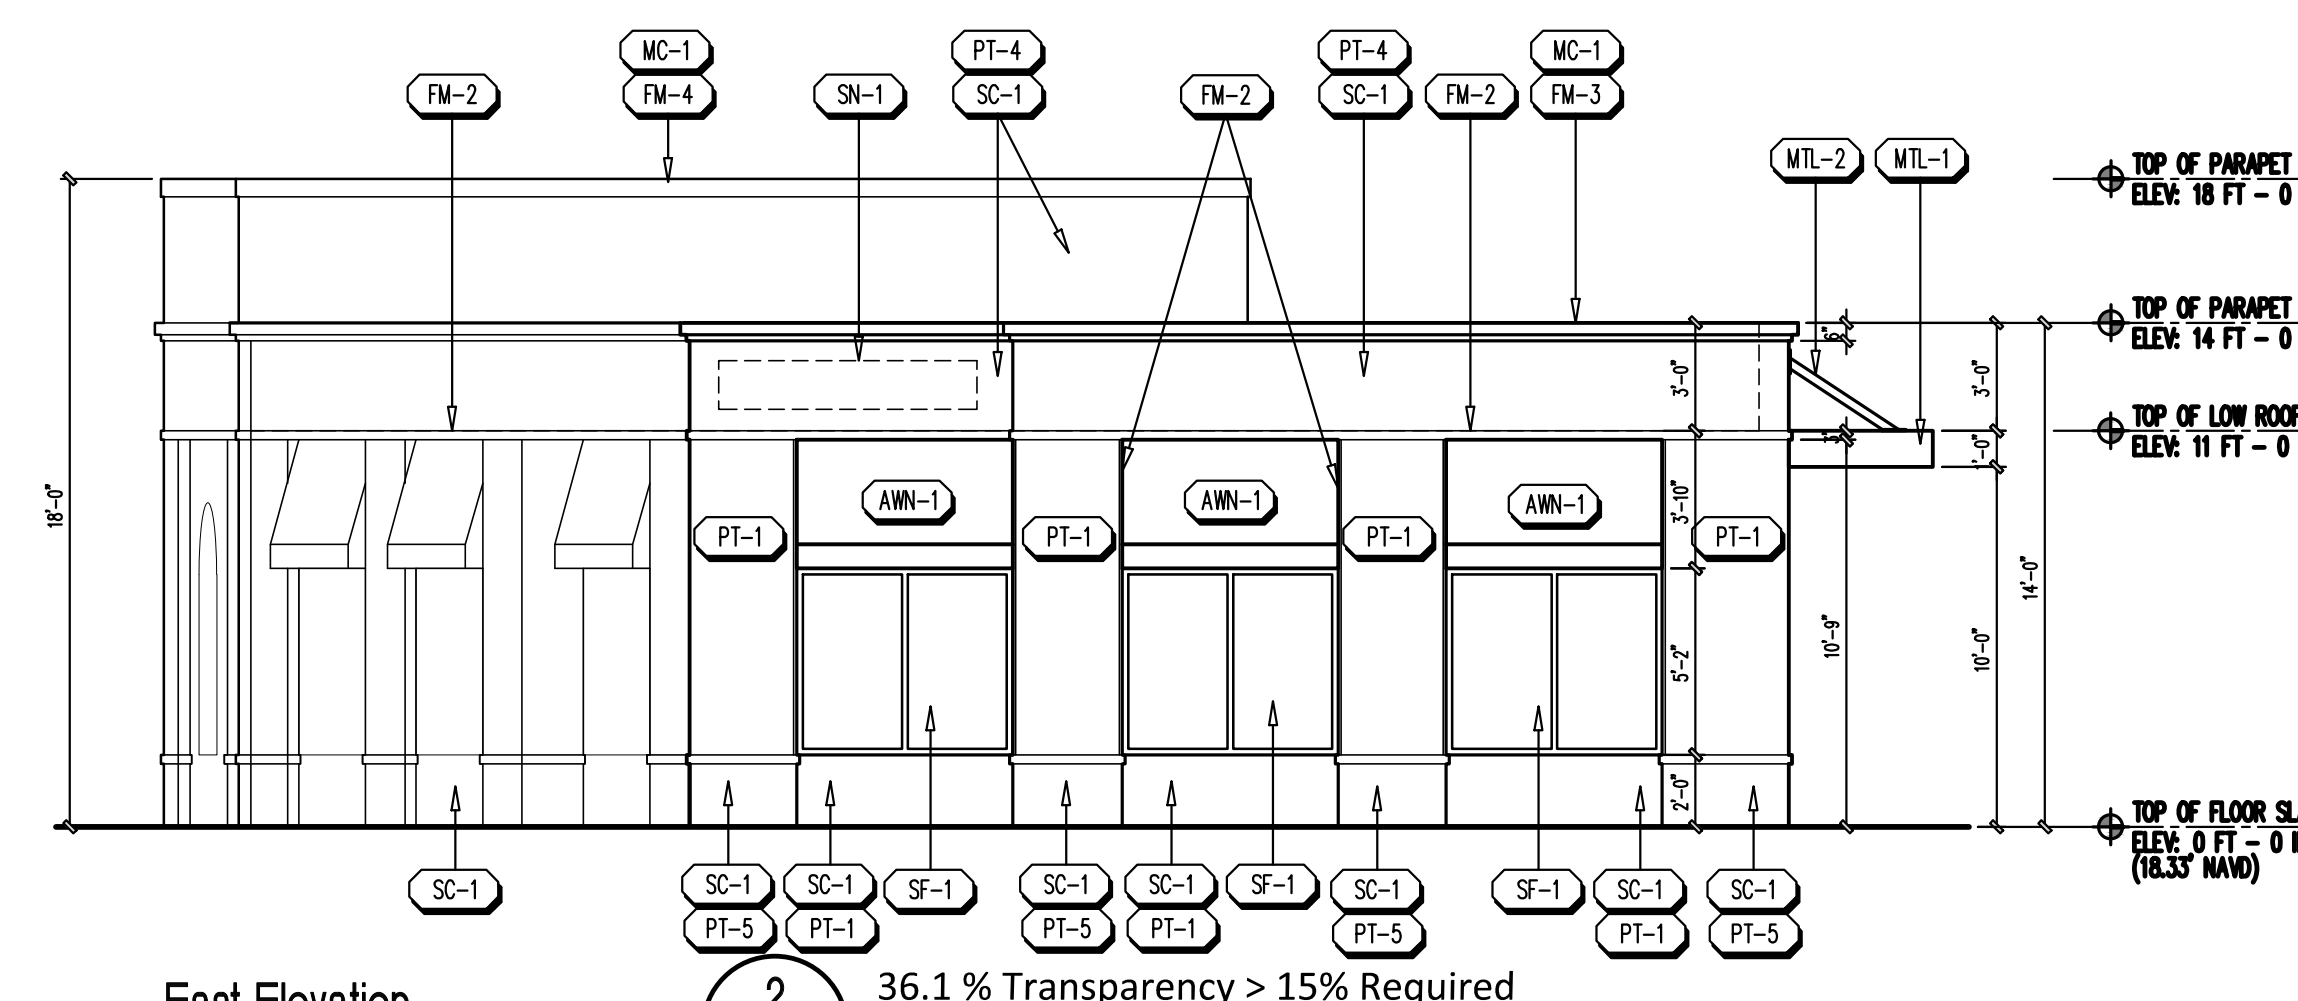 MC-1
PT-4
PT-4
MC-1
FM-2
FM-4
SN-1
SC-1
FM-2
SC-1
FM-2
FM-3
MTL-2
MTL-1
TOP OF PARAPET
ELEV: 18 FT - 0
TOP OF PARAPET
ELEV: 14 FT - 0
6"
3'-0"
3'-0"
TOP OF LOW ROOF
ELEV: 11 FT - 0
3"
1'-0"
18'-0"
AWN-1
AWN-1
AWN-1
3'-10"
PT-1
PT-1
PT-1
PT-1
14'-0"
10'-9"
10'-0"
5'-2"
2'-0"
TOP OF FLOOR
ELEV: 0 FT - 0
(18.33' NAVD)
SC-1
SC-1
SC-1
SF-1
SC-1
SC-1
SF-1
SC-1
SF-1
SC-1
SC-1
PT-5
PT-1
PT-5
PT-1
PT-5
PT-1
PT-5
East Elevation
2
36.1 % Transparency > 15% Required